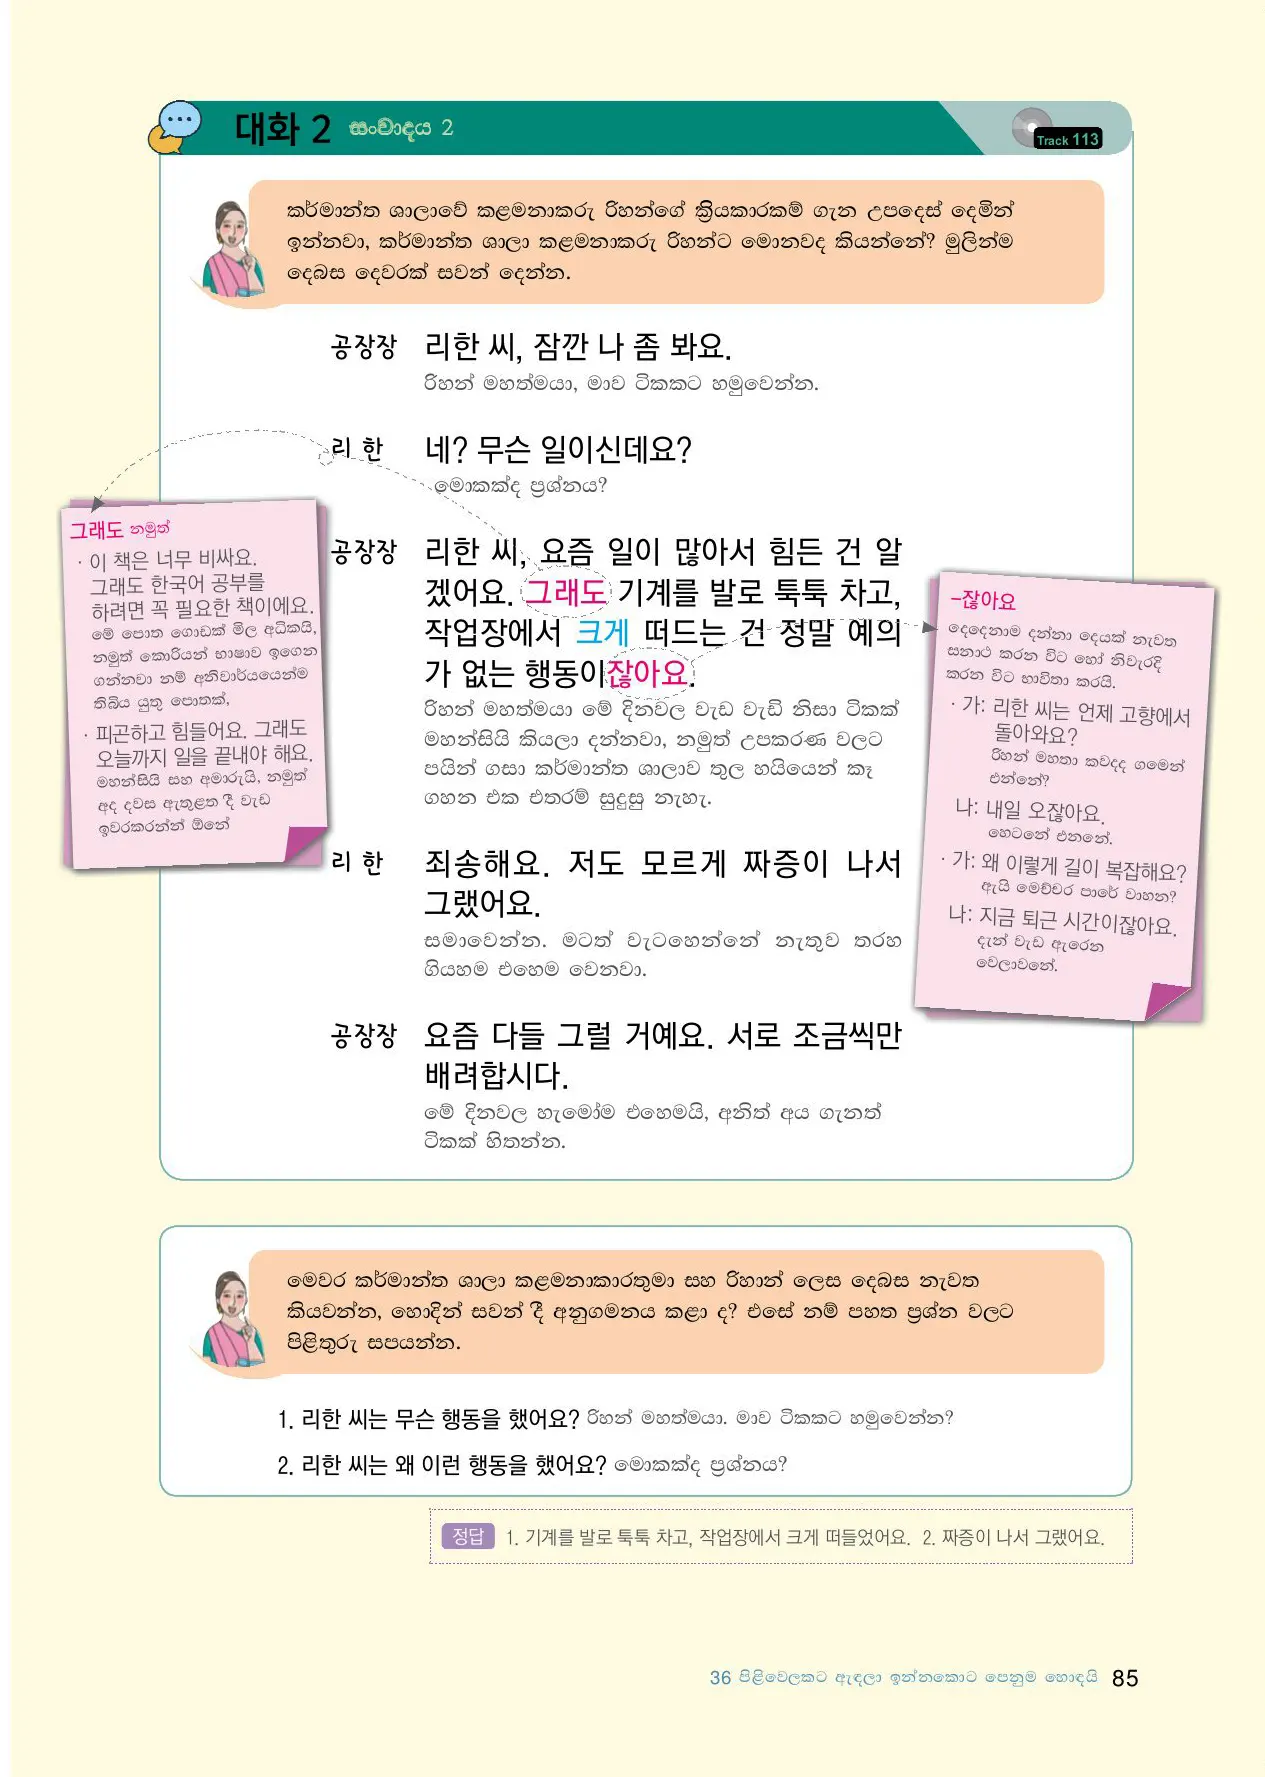 대화 2 සංවාදය 2
Track 113
කර්මාන්ත ශාලාවේ කළමනාකරු රිහන්ගේ ක්‍රියකාරකම් ගැන උපදෙස් දෙමින්
ඉන්නවා, කර්මාන්ත ශාලා කළමනාකරු රිහන්ට මොනවද කියන්නේ? මුලින්ම
දෙබස දෙවරක් සවන් දෙන්න.
공장장 리한 씨, 잠깐 나 좀 봐요.
රිහන් මහත්මයා, මාව ටිකකට හමුවෙන්න.
리 한 네? 무슨 일이신데요?
මොකක්ද ප්‍රශ්නය?
공장장 리한 씨, 요즘 일이 많아서 힘든 건 알
겠어요. 그래도 기계를 발로 툭툭 차고,
작업장에서 크게 떠드는 건 정말 예의
가 없는 행동이잖아요.
රිහන් මහත්මයා මේ දිනවල වැඩ වැඩි නිසා ටිකක්
මහන්සියි කියලා දන්නවා, නමුත් උපකරණ වලට
පයින් ගසා කර්මාන්ත ශාලාව තුල හයියෙන් කෑ
ගහන එක එතරම් සුදුසු නැහැ.
리 한 죄송해요. 저도 모르게 짜증이 나서
그랬어요.
සමාවෙන්න. මටත් වැටහෙන්නේ නැතුව තරහ
ගියහම එහෙම වෙනවා.
공장장 요즘 다들 그럴 거예요. 서로 조금씩만
배려합시다.
මේ දිනවල හැමෝම එහෙමයි, අනිත් අය ගැනත්
ටිකක් හිතන්න.
그래도 නමුත්
· 이 책은 너무 비싸요.
그래도 한국어 공부를
하려면 꼭 필요한 책이에요.
මේ පොත ගොඩක් මිල අධිකයි,
නමුත් කොරියන් භාෂාව ඉගෙන
ගන්නවා නම් අනිවාර්යයෙන්ම
තිබිය යුතු පොතක්,
· 피곤하고 힘들어요. 그래도
오늘까지 일을 끝내야 해요.
මහන්සියි සහ අමාරුයි, නමුත්
අද දවස ඇතුළත දී වැඩ
ඉවරකරන්න් ඕනේ
-잖아요
දෙදෙනාම දන්නා දෙයක් නැවත
සනාථ කරන විට හෝ නිවැරදි
කරන විට භාවිතා කරයි.
· 가: 리한 씨는 언제 고향에서
돌아와요?
රිහන් මහතා කවදද ගමෙන්
එන්නේ?
나: 내일 오잖아요.
හෙටනේ එනනේ.
· 가: 왜 이렇게 길이 복잡해요?
ඇයි මෙච්චර පාරේ වාහන?
나: 지금 퇴근 시간이잖아요.
දැන් වැඩ ඇරෙන
වෙලාවනේ.
මෙවර කර්මාන්ත ශාලා කළමනාකාරතුමා සහ රිහාන් ලෙස දෙබස නැවත
කියවන්න, හොදින් සවන් දී අනුගමනය කළා ද? එසේ නම් පහත ප්‍රශ්න වලට
පිළිතුරු සපයන්න.
1. 리한 씨는 무슨 행동을 했어요? රිහන් මහත්මයා. මාව ටිකකට හමුවෙන්න?
2. 리한 씨는 왜 이런 행동을 했어요? මොකක්ද ප්‍රශ්නය?
정답 1. 기계를 발로 툭툭 차고, 작업장에서 크게 떠들었어요. 2. 짜증이 나서 그랬어요.
36 පිළිවෙලකට ඇඳලා ඉන්නකොට පෙනුම හොඳයි 85